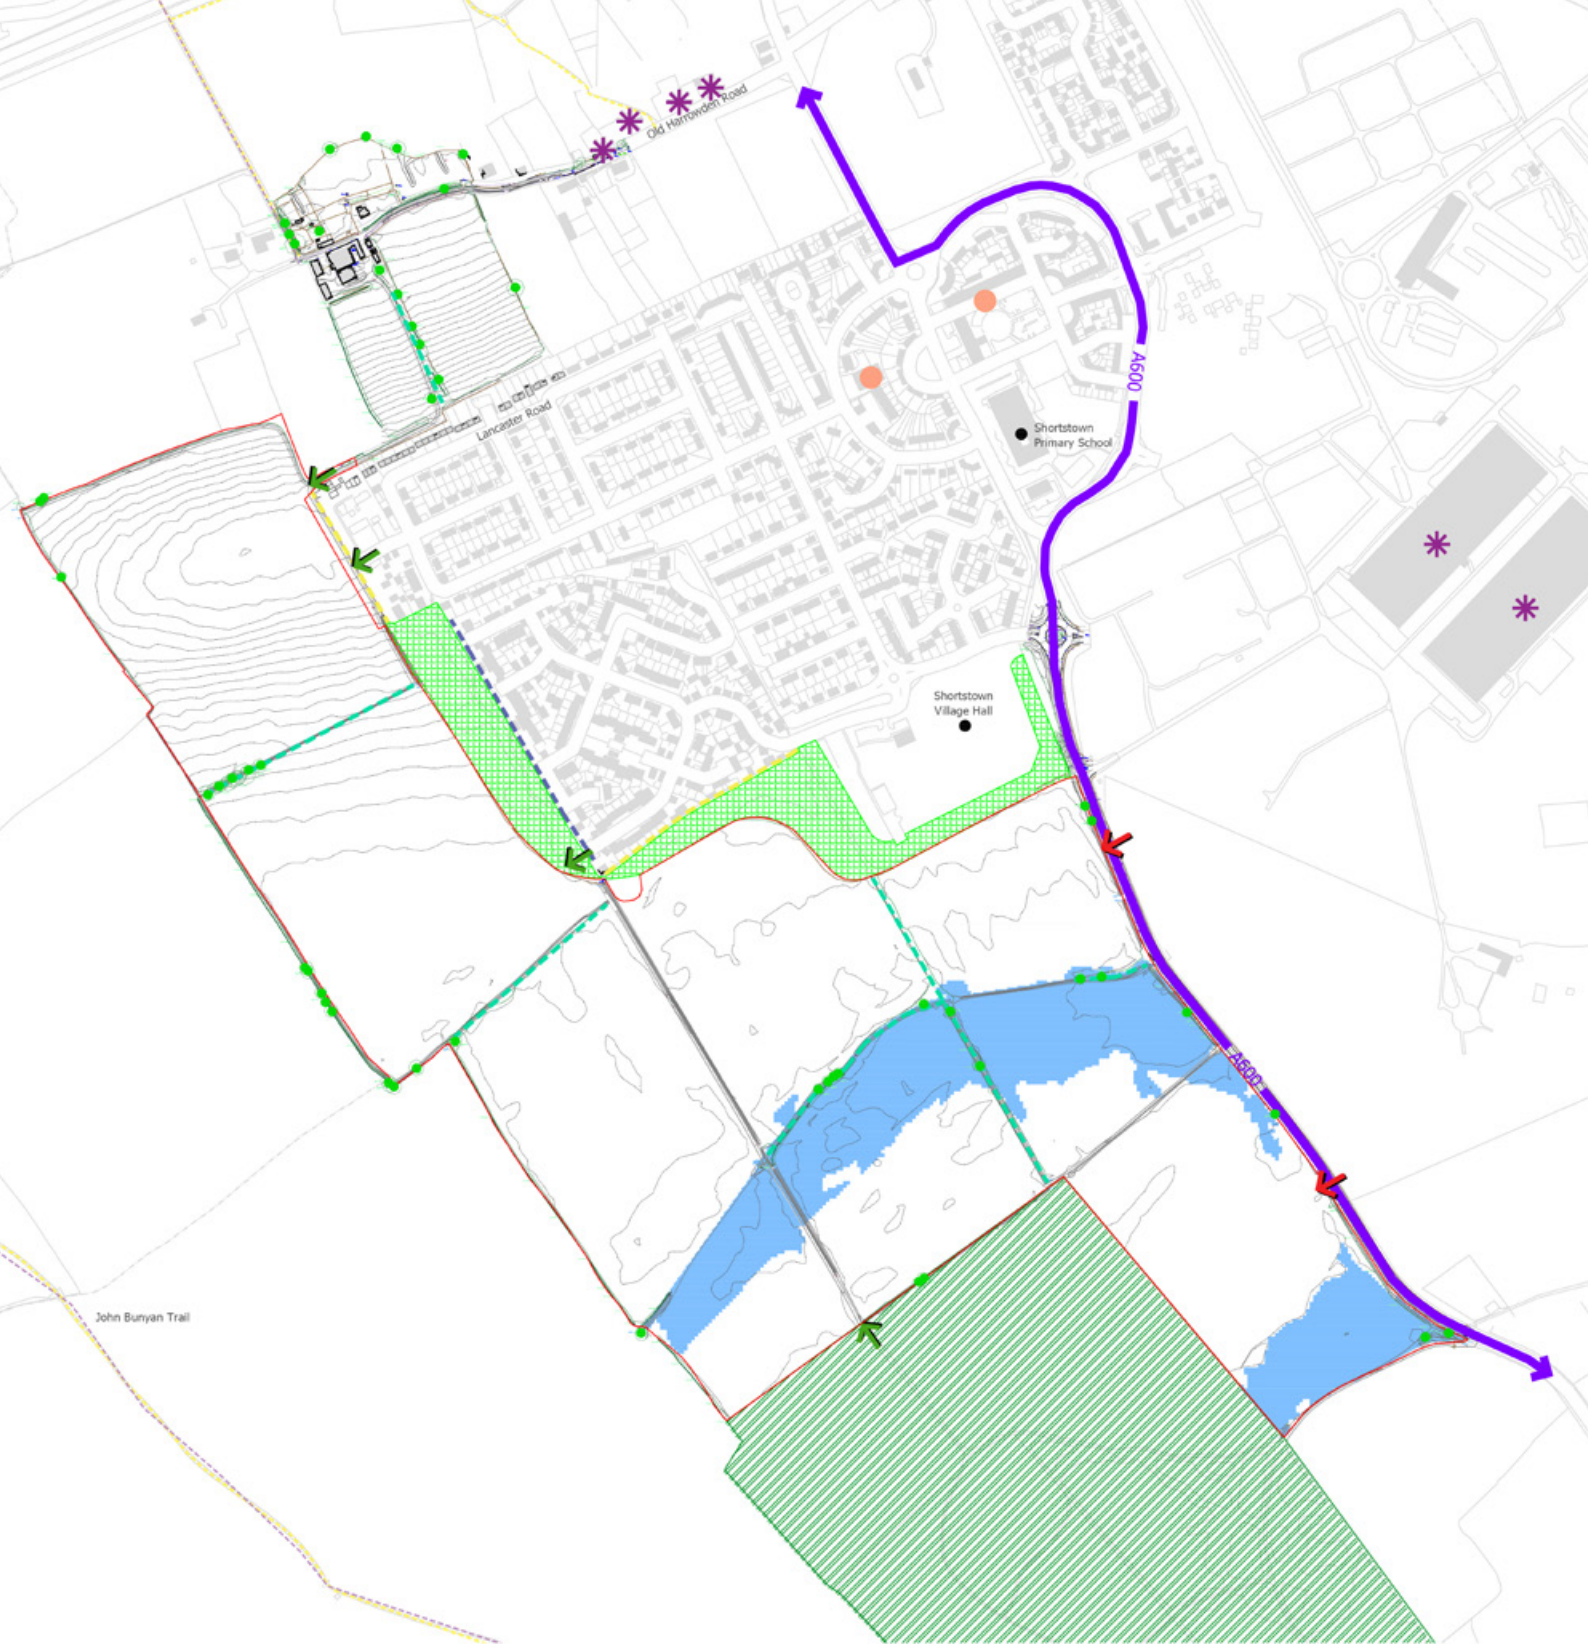 Old Harrowden Road
A600
Lancaster Road
Shortstown
Primary School
Shortstown
Village Hall
A600
John Bunyan Trail